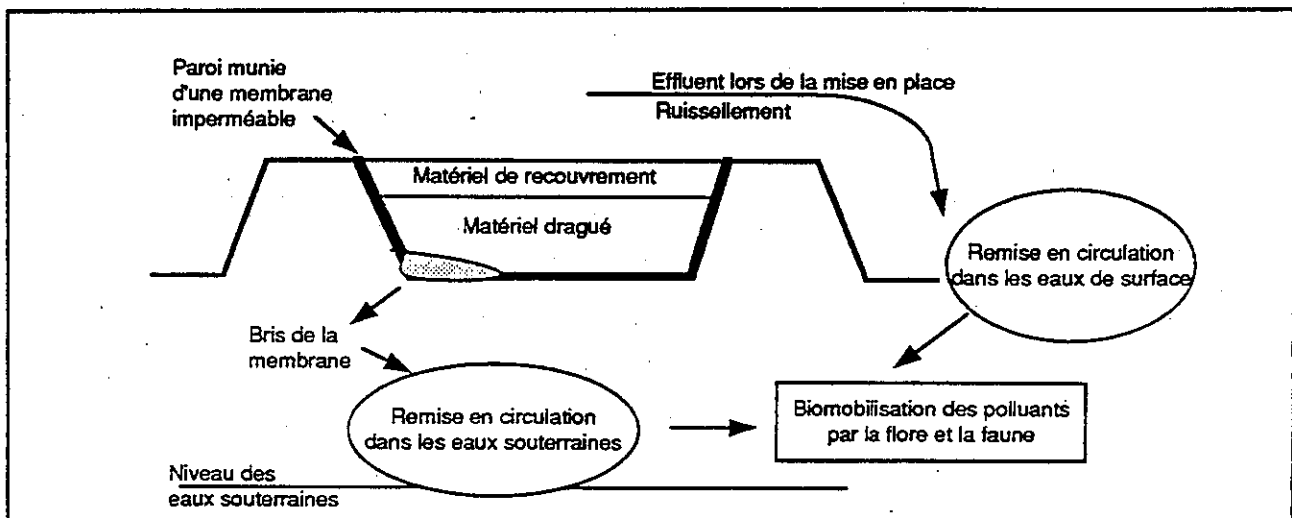 Paroi munie
d'une membrane
imperméable
Effluent lors de la mise en place
Ruissellement
Matériel de recouvrement
Matériel dragué
Remise en circulation
dans les eaux de surface
Bris de la
membrane
Remise en circulation
dans les eaux souterraines
Biomobilisation des polluants
par la flore et la faune
Niveau des
eaux souterraines